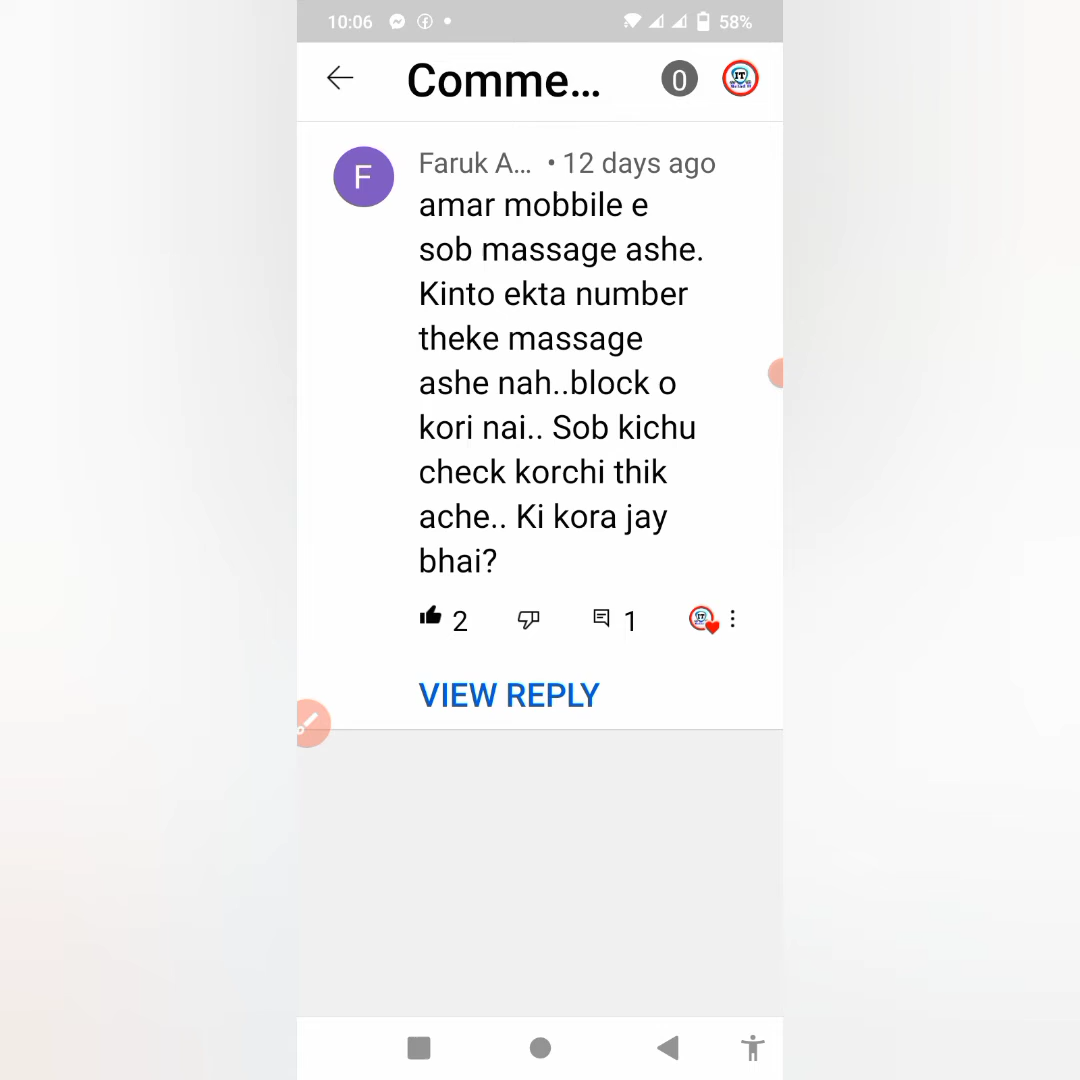 10:06
58%
Comme...
0
IT
F
Faruk A... • 12 days ago
amar mobbile e
sob massage ashe.
Kinto ekta number
theke massage
ashe nah..block o
kori nai.. Sob kichu
check korchi thik
ache.. Ki kora jay
bhai?
2
1
VIEW REPLY